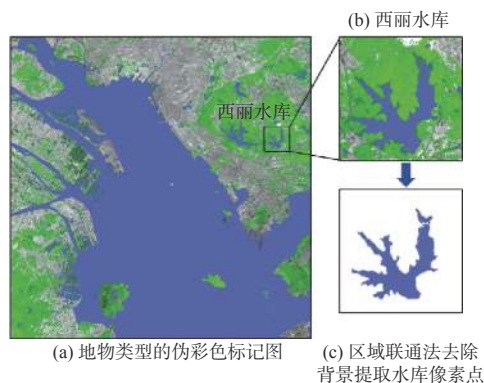 (b) 西丽水库
西丽水库
(a) 地物类型的伪彩色标记图
(c) 区域联通法去除
背景提取水库像素点